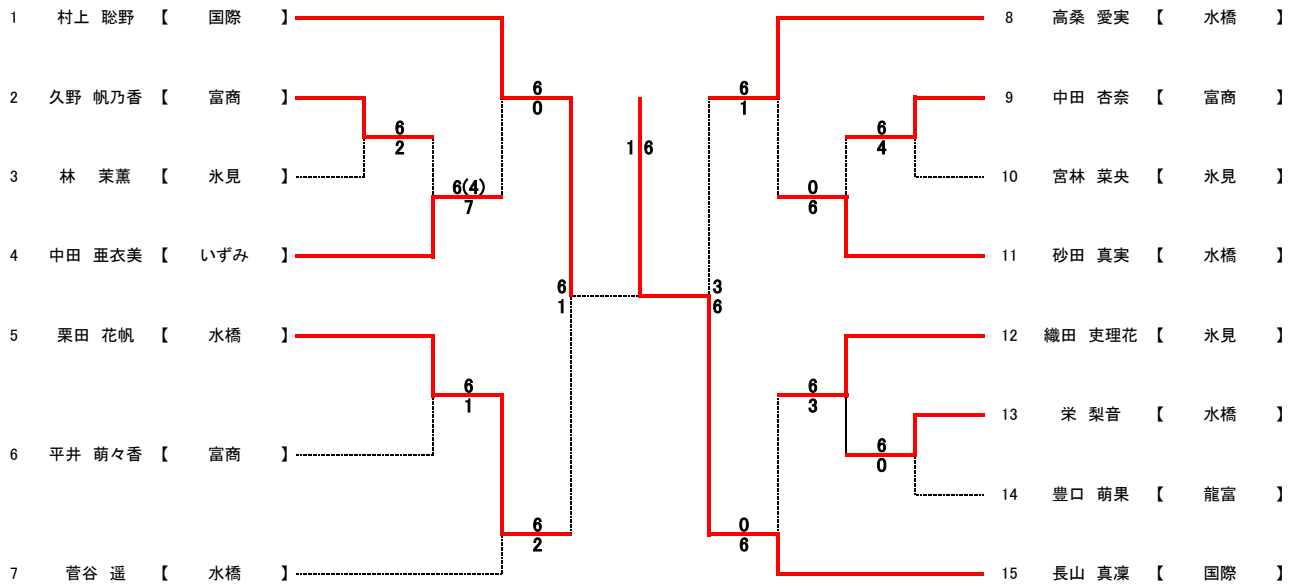 1 村上 聡野 【 国際 】
2 久野 帆乃香 【 富商 】
3 林 茉薫 【 氷見 】
4 中田 亜衣美 【 いずみ 】
5 栗田 花帆 【 水橋 】
6 平井 萌々香 【 富商 】
7 菅谷 遥 【 水橋 】
6
2
6(4)
7
6
0
6
1
6
2
6
1
1 6
3
6
6
1
6
4
0
6
6
3
6
0
0
6
8 高桑 愛実 【 水橋 】
9 中田 杏奈 【 富商 】
10 宮林 菜央 【 氷見 】
11 砂田 真実 【 水橋 】
12 織田 吏理花 【 氷見 】
13 栄 梨音 【 水橋 】
14 豊口 萌果 【 龍富 】
15 長山 真凜 【 国際 】